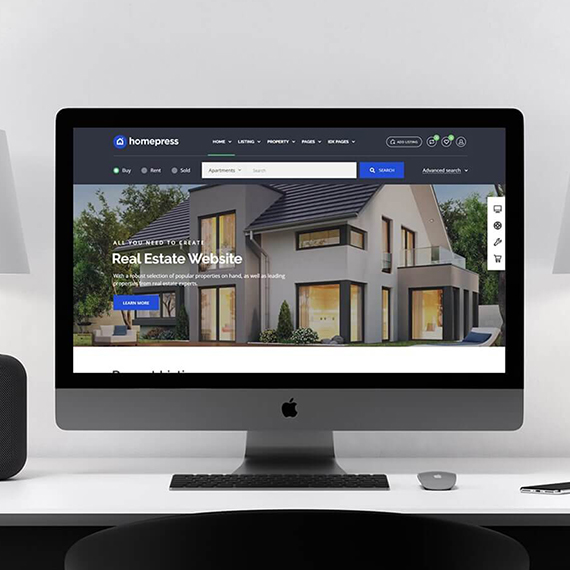 homepress
HOME LISTING PROPERTY PAGES IDX PAGES
ADD LISTING
Buy Rent Sold
Apartments Search
SEARCH
Advanced search
ALL YOU NEED TO CREATE
Real Estate Website
With a robust selection of popular properties on hand, as well as leading
properties from real estate experts.
LEARN MORE